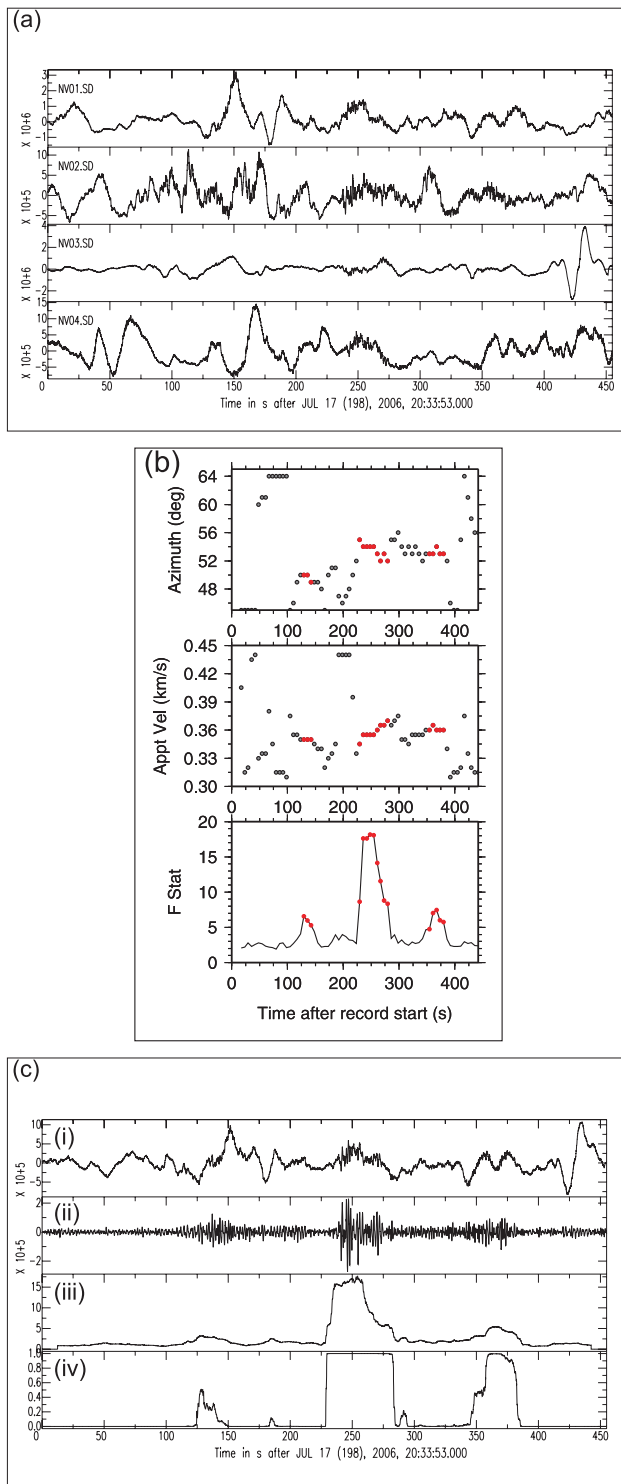 (a)
NV01.SD
X 10+6
3
2
1
0
-1
NV02.SD
X 10+5
10
5
0
-5
NV03.SD
X 10+6
4
2
0
-2
NV04.SD
X 10+5
15
10
5
0
-5
0 50 100 150 200 250 300 350 400 450
Time in s after JUL 17 (198), 2006, 20:33:53.000
(b)
Azimuth (deg)
64
60
56
52
48
0 100 200 300 400
Appt Vel (km/s)
0.45
0.42
0.39
0.36
0.33
0.30
0 100 200 300 400
F Stat
20
15
10
5
0
0 100 200 300 400
Time after record start (s)
(c)
(i)
X 10+5
10
5
0
-5
(ii)
X 10+5
2
0
-2
(iii)
15
10
5
0
(iv)
1.0
0.8
0.6
0.4
0.2
0.0
0 50 100 150 200 250 300 350 400 450
Time in s after JUL 17 (198), 2006, 20:33:53.000